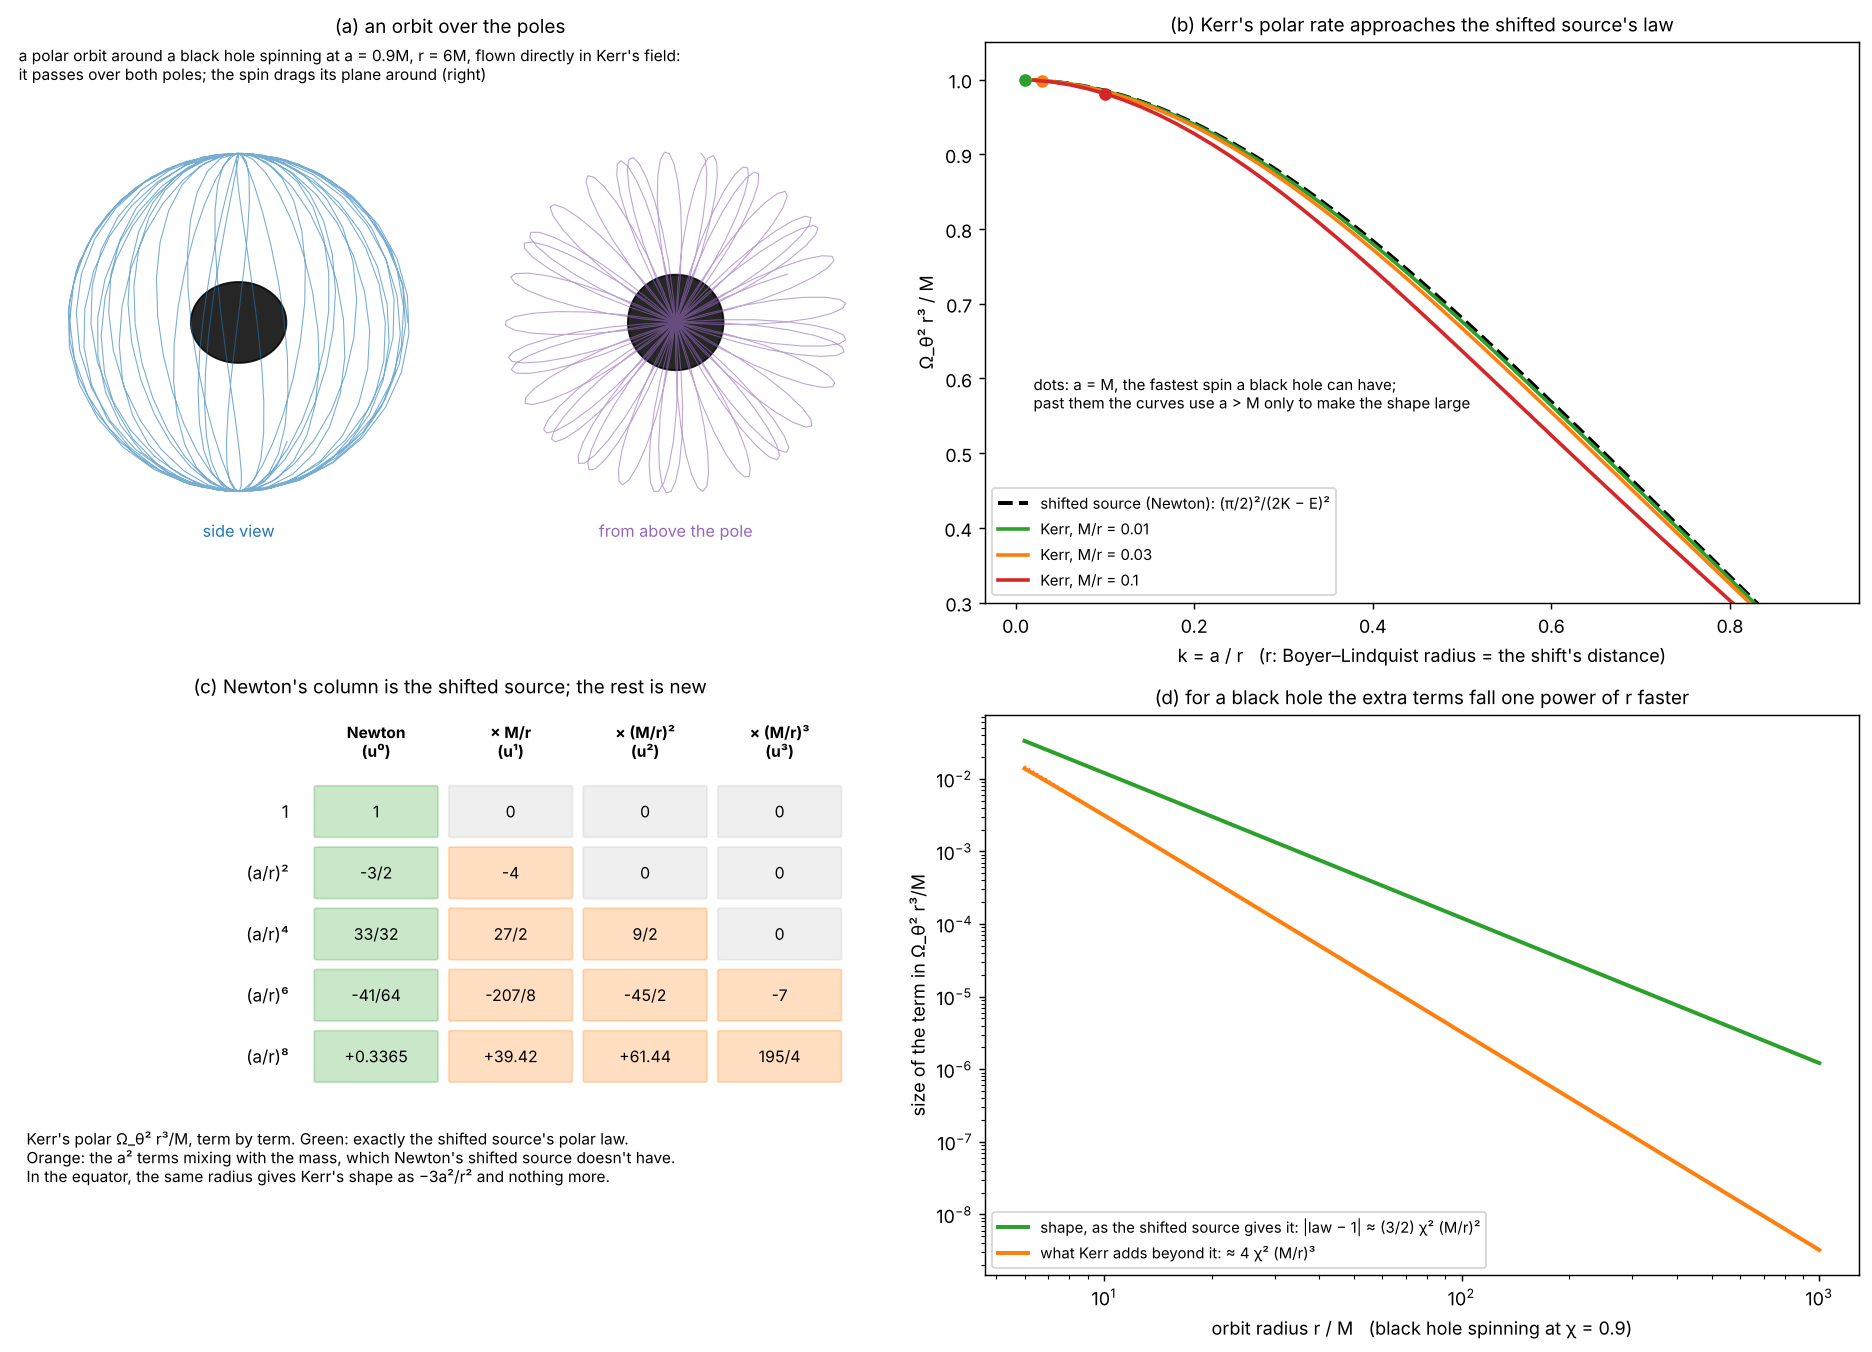 (a) an orbit over the poles
a polar orbit around a black hole spinning at a = 0.9M, r = 6M, flown directly in Kerr's field:
it passes over both poles; the spin drags its plane around (right)
side view
from above the pole
(b) Kerr's polar rate approaches the shifted source's law
Ω_θ² r³ / M
1.0
0.9
0.8
0.7
0.6
0.5
0.4
0.3
dots: a = M, the fastest spin a black hole can have;
past them the curves use a > M only to make the shape large
shifted source (Newton): (π/2)²/(2K − E)²
Kerr, M/r = 0.01
Kerr, M/r = 0.03
Kerr, M/r = 0.1
0.0 0.2 0.4 0.6 0.8
k = a / r (r: Boyer–Lindquist radius = the shift's distance)
(c) Newton's column is the shifted source; the rest is new
Newton × M/r × (M/r)² × (M/r)³
(u⁰) (u¹) (u²) (u³)
1 1 0 0 0
(a/r)² -3/2 -4 0 0
(a/r)⁴ 33/32 27/2 9/2 0
(a/r)⁶ -41/64 -207/8 -45/2 -7
(a/r)⁸ +0.3365 +39.42 +61.44 195/4
Kerr's polar Ω_θ² r³/M, term by term. Green: exactly the shifted source's polar law.
Orange: the a² terms mixing with the mass, which Newton's shifted source doesn't have.
In the equator, the same radius gives Kerr's shape as −3a²/r² and nothing more.
(d) for a black hole the extra terms fall one power of r faster
size of the term in Ω_θ² r³/M
10⁻²
10⁻³
10⁻⁴
10⁻⁵
10⁻⁶
10⁻⁷
10⁻⁸
shape, as the shifted source gives it: |law − 1| ≈ (3/2) χ² (M/r)²
what Kerr adds beyond it: ≈ 4 χ² (M/r)³
10¹ 10² 10³
orbit radius r / M (black hole spinning at χ = 0.9)